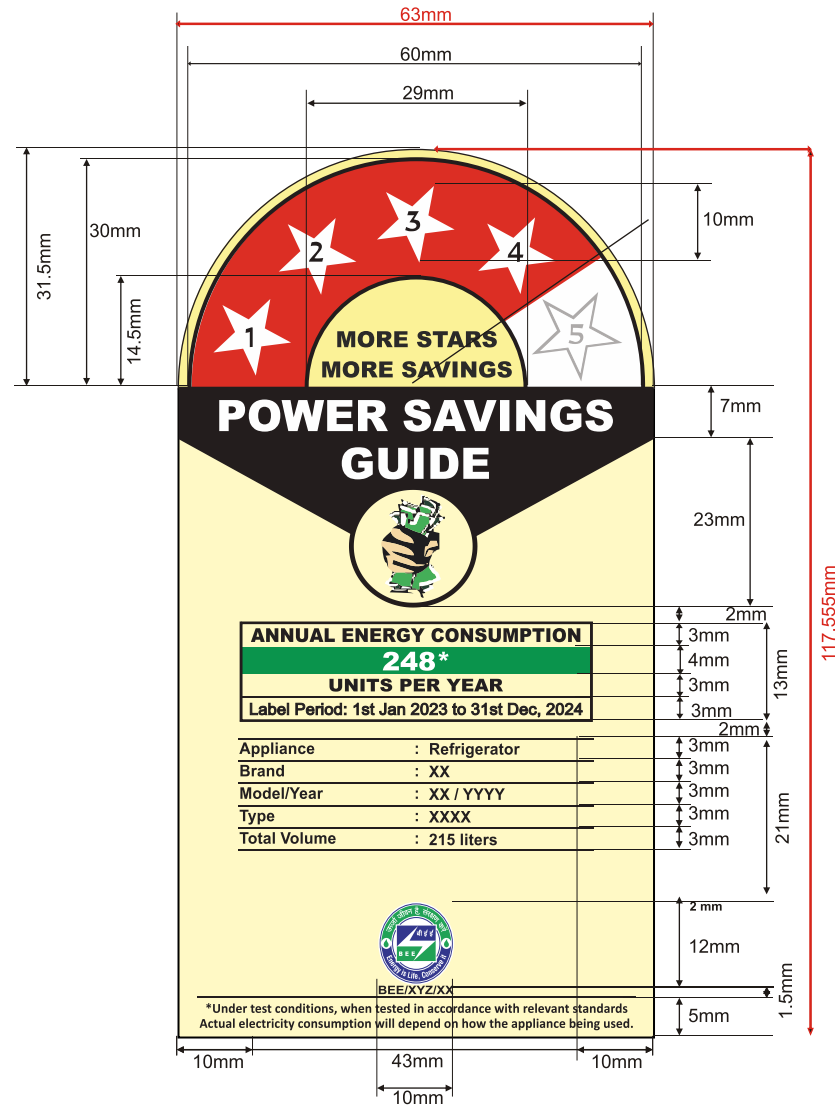 63mm
60mm
29mm
31.5mm
30mm
14.5mm
10mm
1
2
3
4
5
MORE STARS
MORE SAVINGS
7mm
POWER SAVINGS
GUIDE
23mm
117.555mm
2mm
ANNUAL ENERGY CONSUMPTION
3mm
248*
4mm
UNITS PER YEAR
3mm
Label Period: 1st Jan 2023 to 31st Dec, 2024
3mm
13mm
2mm
Appliance : Refrigerator
3mm
Brand : XX
3mm
Model/Year : XX / YYYY
3mm
Type : XXXX
3mm
Total Volume : 215 liters
3mm
21mm
2 mm
बी ई ई
BEE
Energy is Life, Conserve it
12mm
BEE/XYZ/XX
1.5mm
*Under test conditions, when tested in accordance with relevant standards
Actual electricity consumption will depend on how the appliance being used.
5mm
10mm
43mm
10mm
10mm